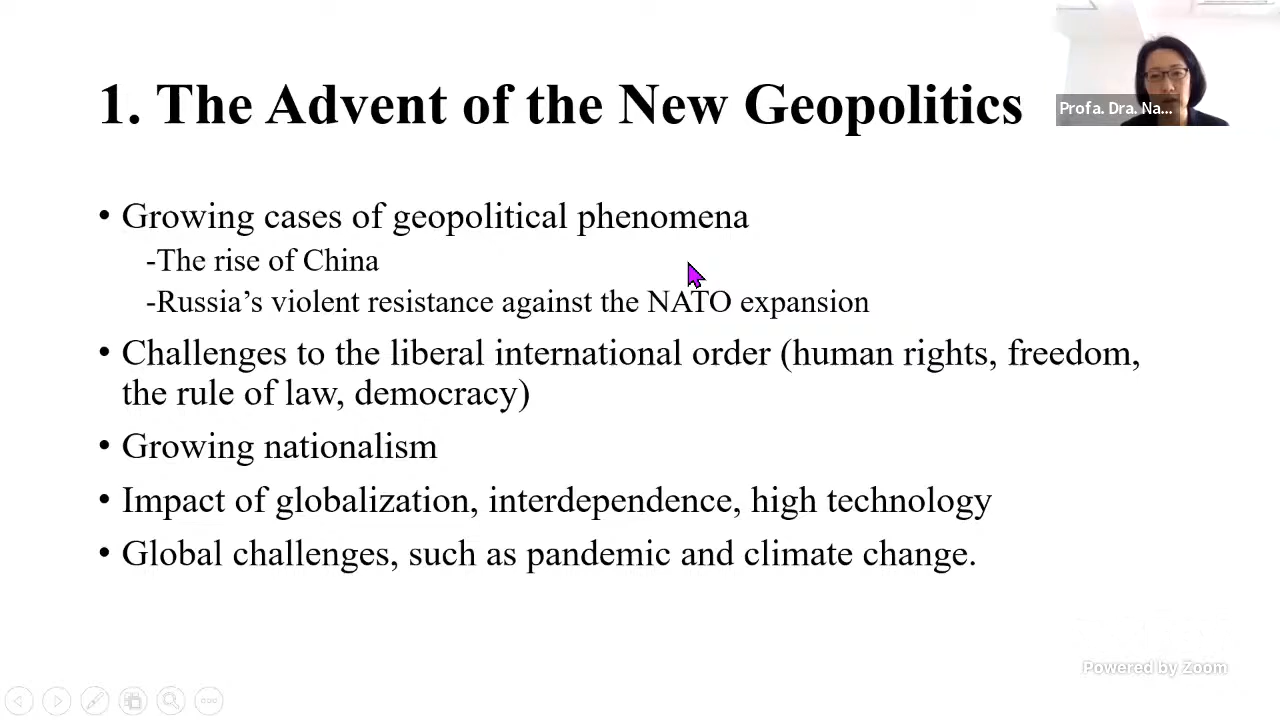 1. The Advent of the New Geopolitics
Profa. Dra. Na...
• Growing cases of geopolitical phenomena
-The rise of China
-Russia’s violent resistance against the NATO expansion
• Challenges to the liberal international order (human rights, freedom,
the rule of law, democracy)
• Growing nationalism
• Impact of globalization, interdependence, high technology
• Global challenges, such as pandemic and climate change.
Powered by Zoom